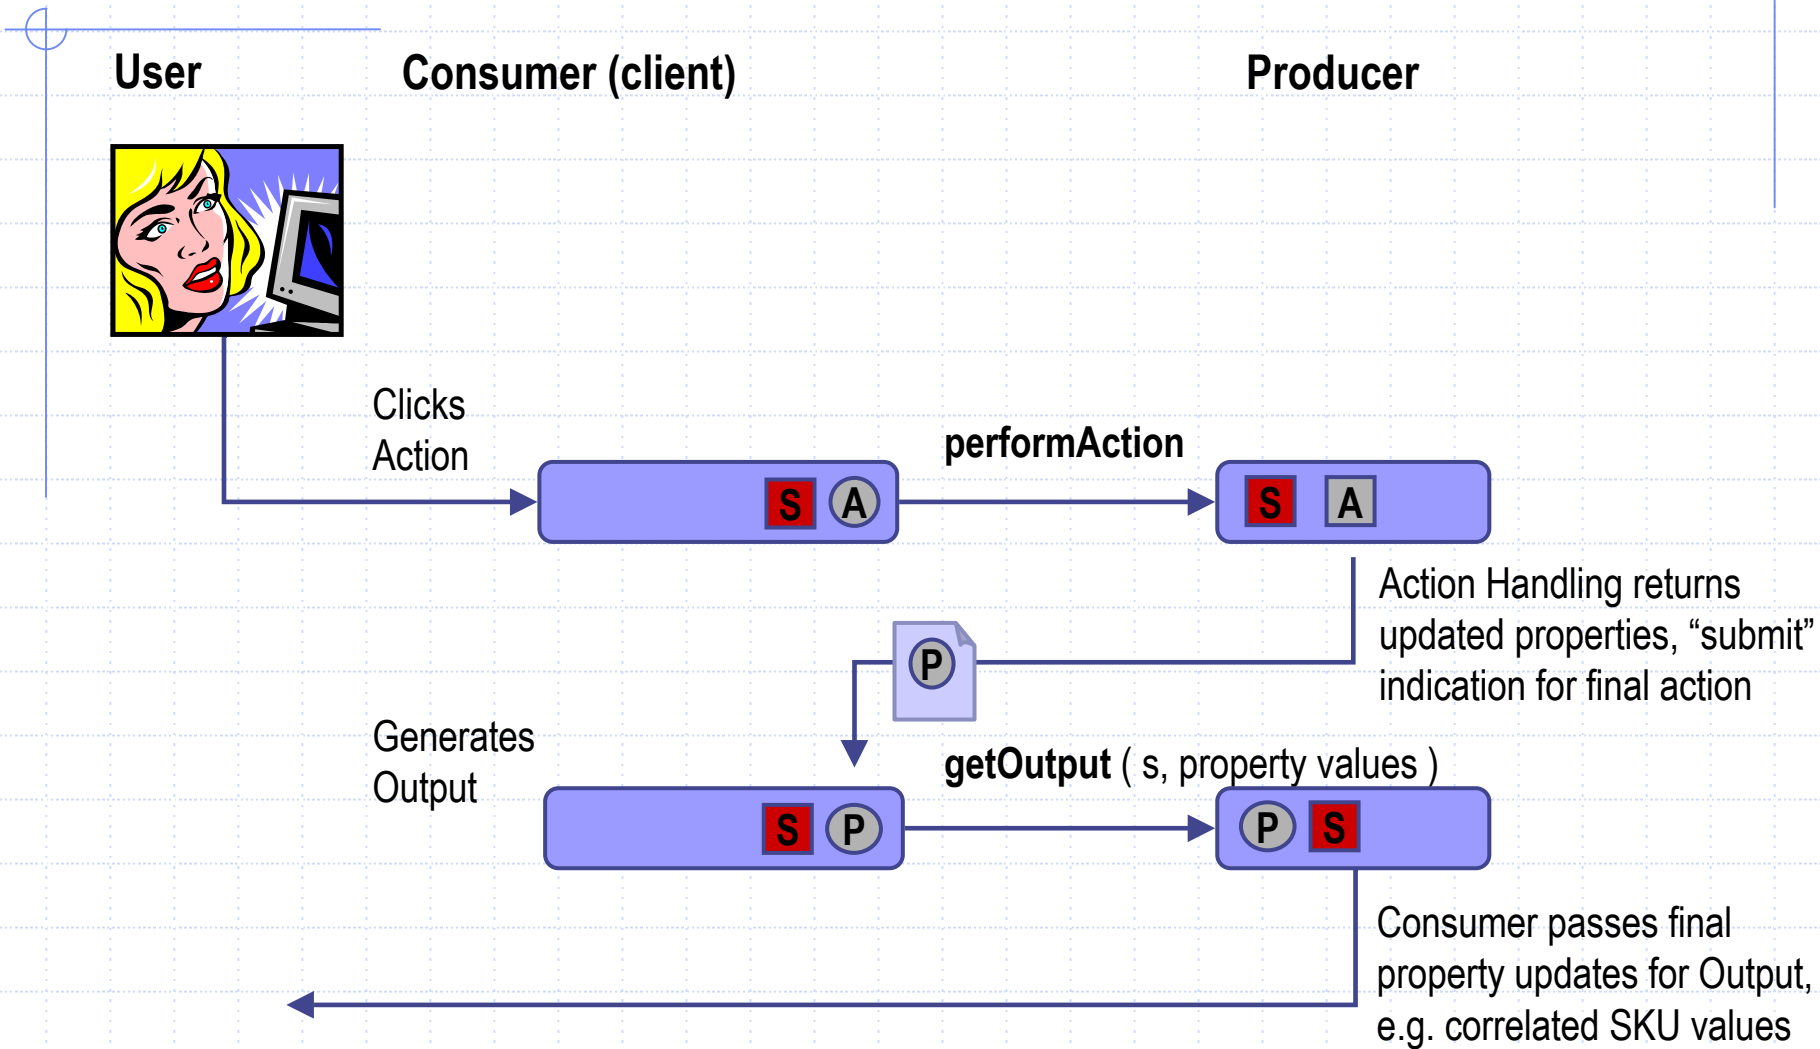 User
Consumer (client)
Producer
Clicks
Action
performAction
S
A
S
A
Action Handling returns
updated properties, “submit”
indication for final action
P
Generates
Output
getOutput ( s, property values )
S
P
P
S
Consumer passes final
property updates for Output,
e.g. correlated SKU values